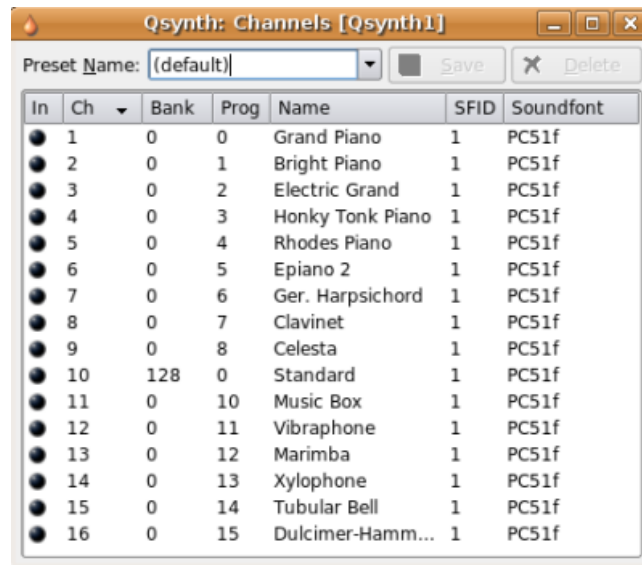 Qsynth: Channels [Qsynth1]
Preset Name: (default) Save Delete
In Ch Bank Prog Name SFID Soundfont
1 0 0 Grand Piano 1 PC51f
2 0 1 Bright Piano 1 PC51f
3 0 2 Electric Grand 1 PC51f
4 0 3 Honky Tonk Piano 1 PC51f
5 0 4 Rhodes Piano 1 PC51f
6 0 5 Epiano 2 1 PC51f
7 0 6 Ger. Harpsichord 1 PC51f
8 0 7 Clavinet 1 PC51f
9 0 8 Celesta 1 PC51f
10 128 0 Standard 1 PC51f
11 0 10 Music Box 1 PC51f
12 0 11 Vibraphone 1 PC51f
13 0 12 Marimba 1 PC51f
14 0 13 Xylophone 1 PC51f
15 0 14 Tubular Bell 1 PC51f
16 0 15 Dulcimer-Hamm... 1 PC51f